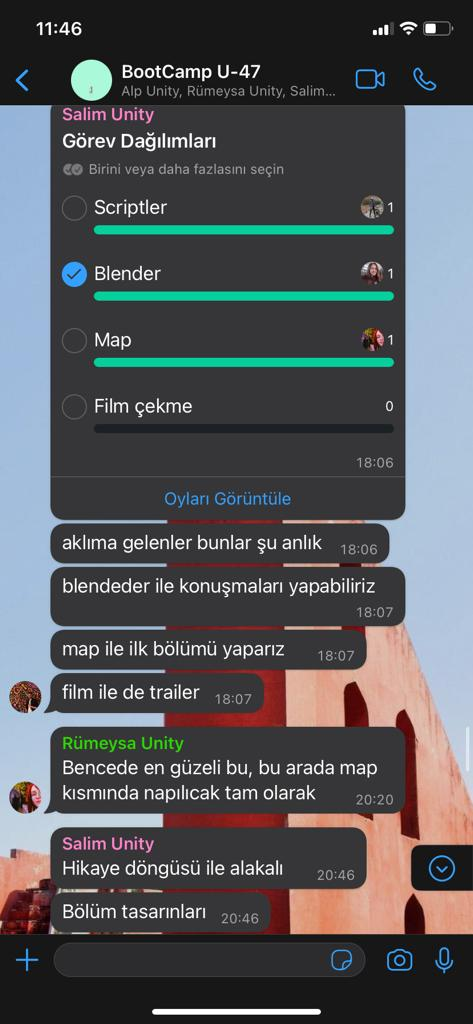 11:46
BootCamp U-47
Alp Unity, Rümeysa Unity, Salim...
Salim Unity
Görev Dağılımları
Birini veya daha fazlasını seçin
Scriptler 1
Blender 1
Map 1
Film çekme 0
18:06
Oyları Görüntüle
aklıma gelenler bunlar şu anlık 18:06
blendeder ile konuşmaları yapabiliriz
18:07
map ile ilk bölümü yaparız 18:07
film ile de trailer 18:07
Rümeysa Unity
Bencede en güzeli bu, bu arada map
kısmında napılıcak tam olarak 20:20
Salim Unity
Hikaye döngüsü ile alakalı 20:46
Bölüm tasarınları 20:46